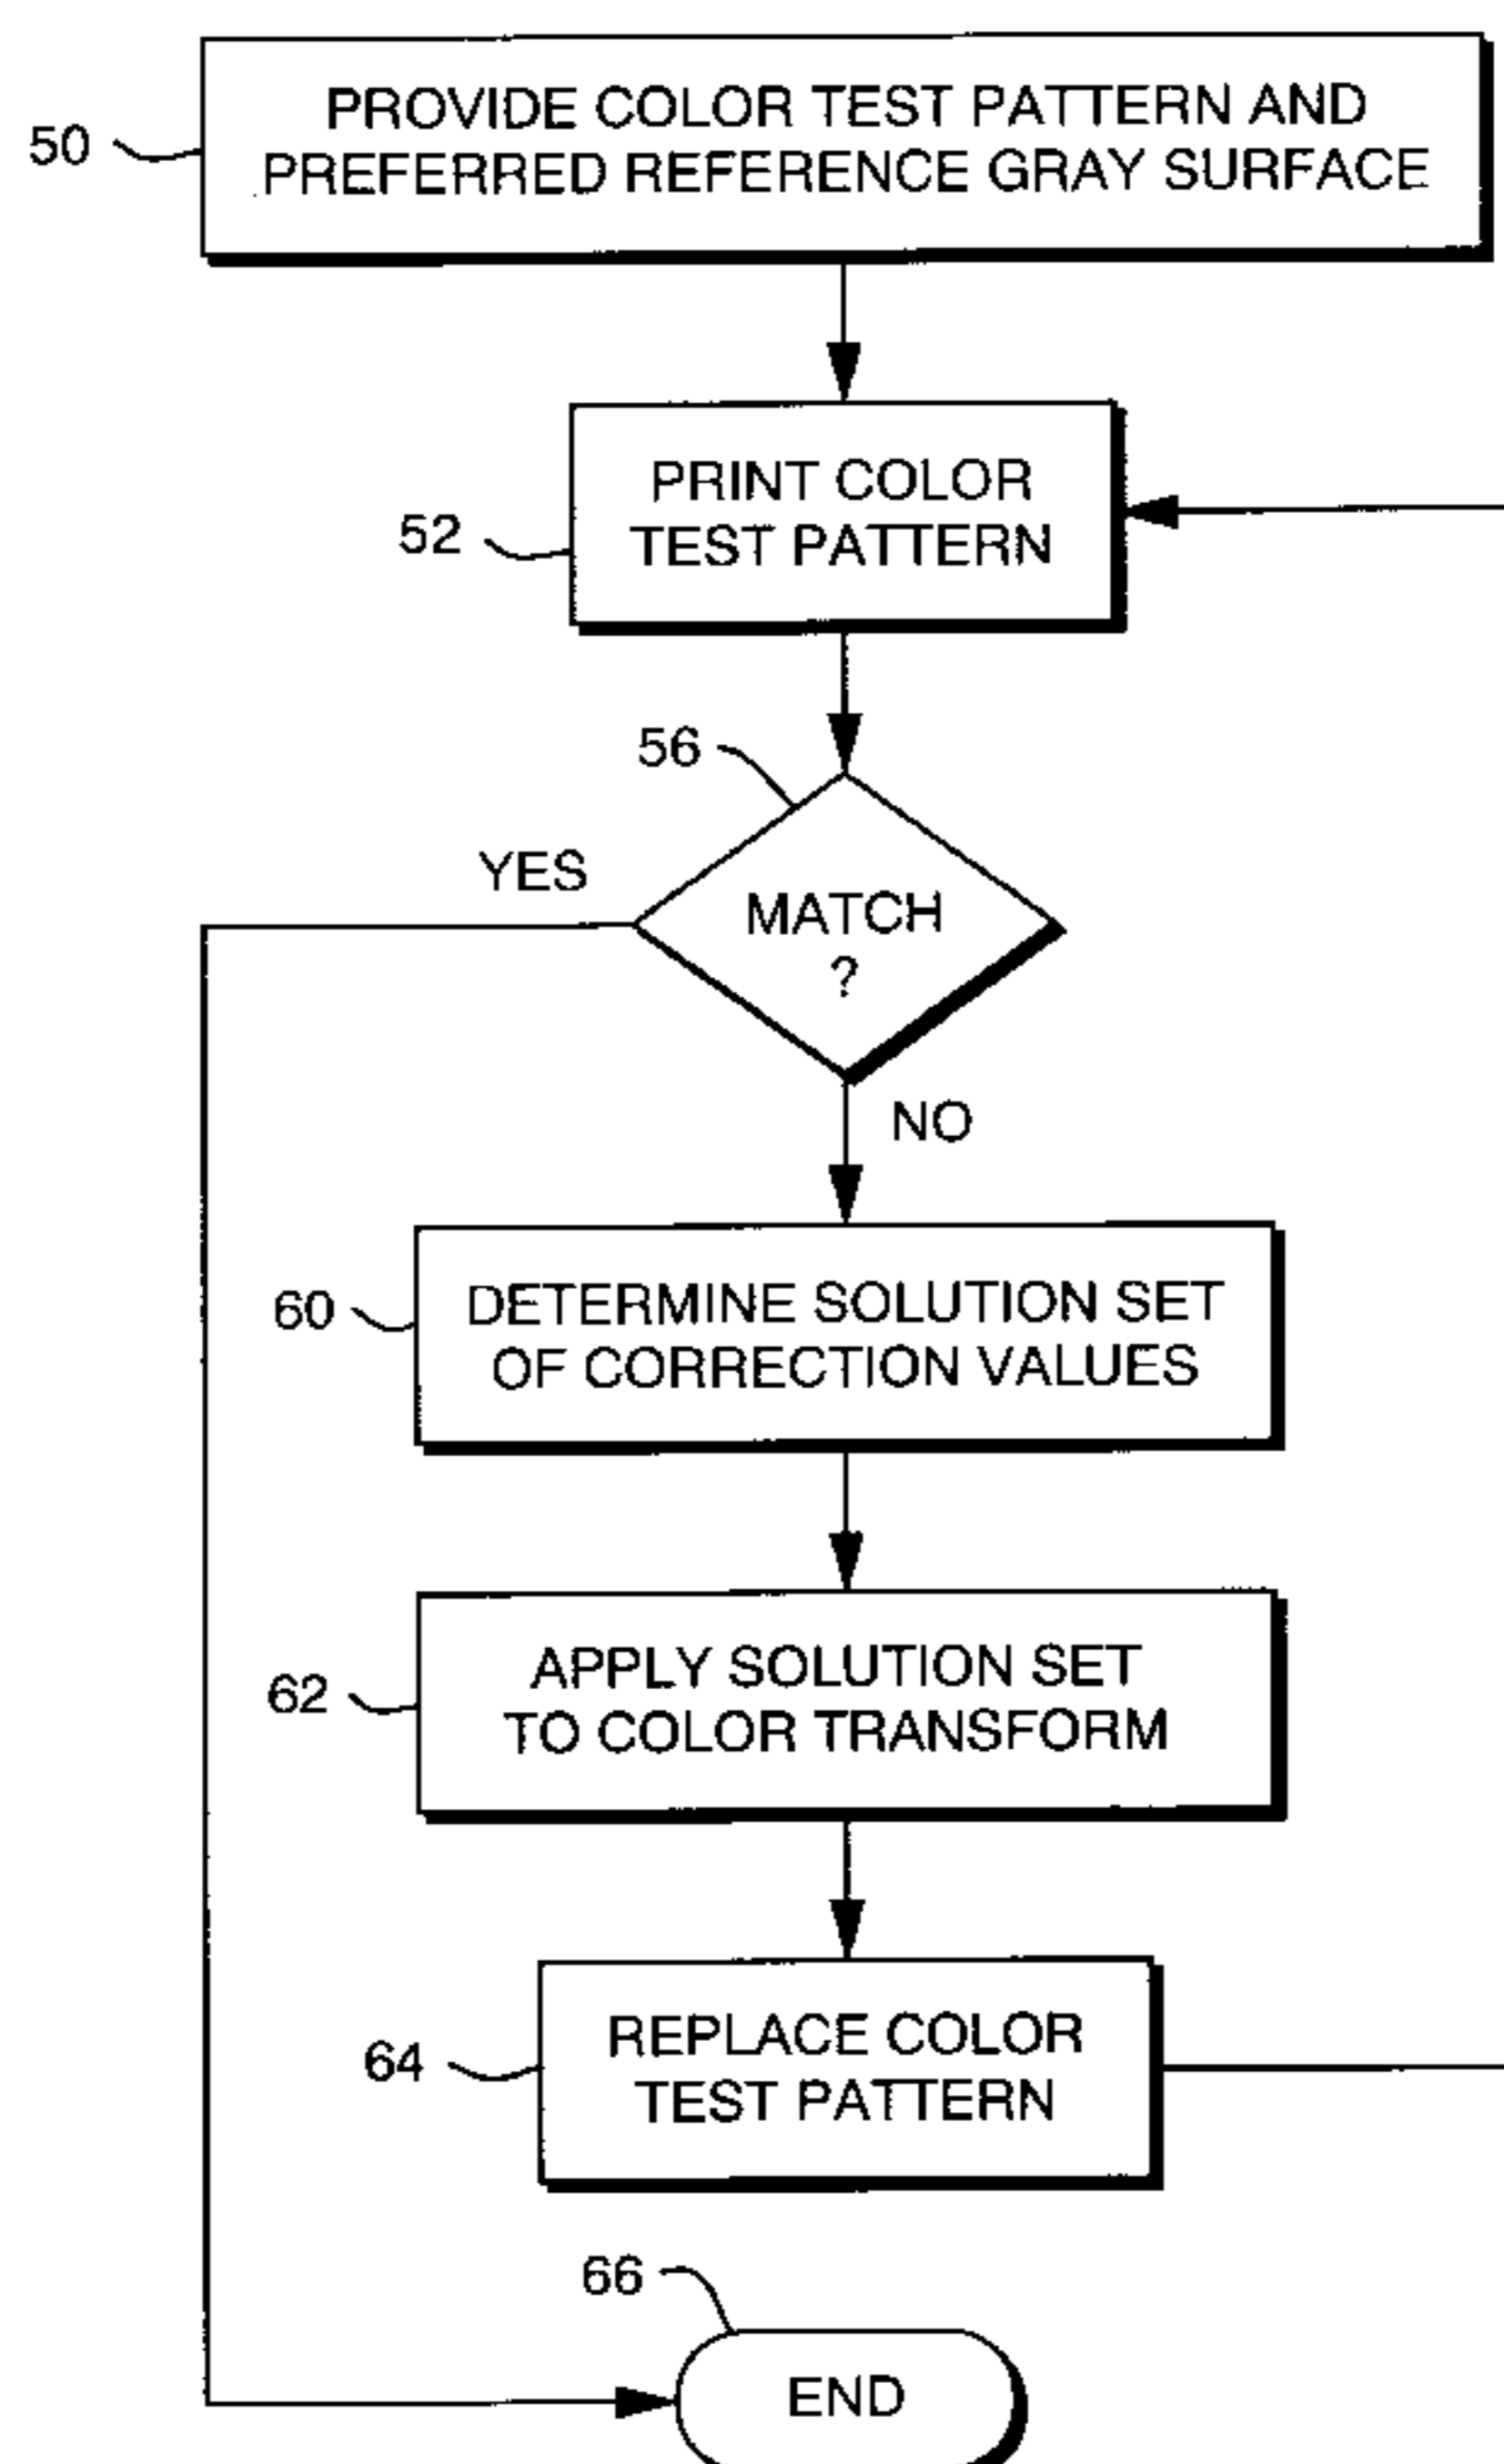 50
PROVIDE COLOR TEST PATTERN AND
PREFERRED REFERENCE GRAY SURFACE
52
PRINT COLOR
TEST PATTERN
56
YES
MATCH
?
NO
60
DETERMINE SOLUTION SET
OF CORRECTION VALUES
62
APPLY SOLUTION SET
TO COLOR TRANSFORM
64
REPLACE COLOR
TEST PATTERN
66
END